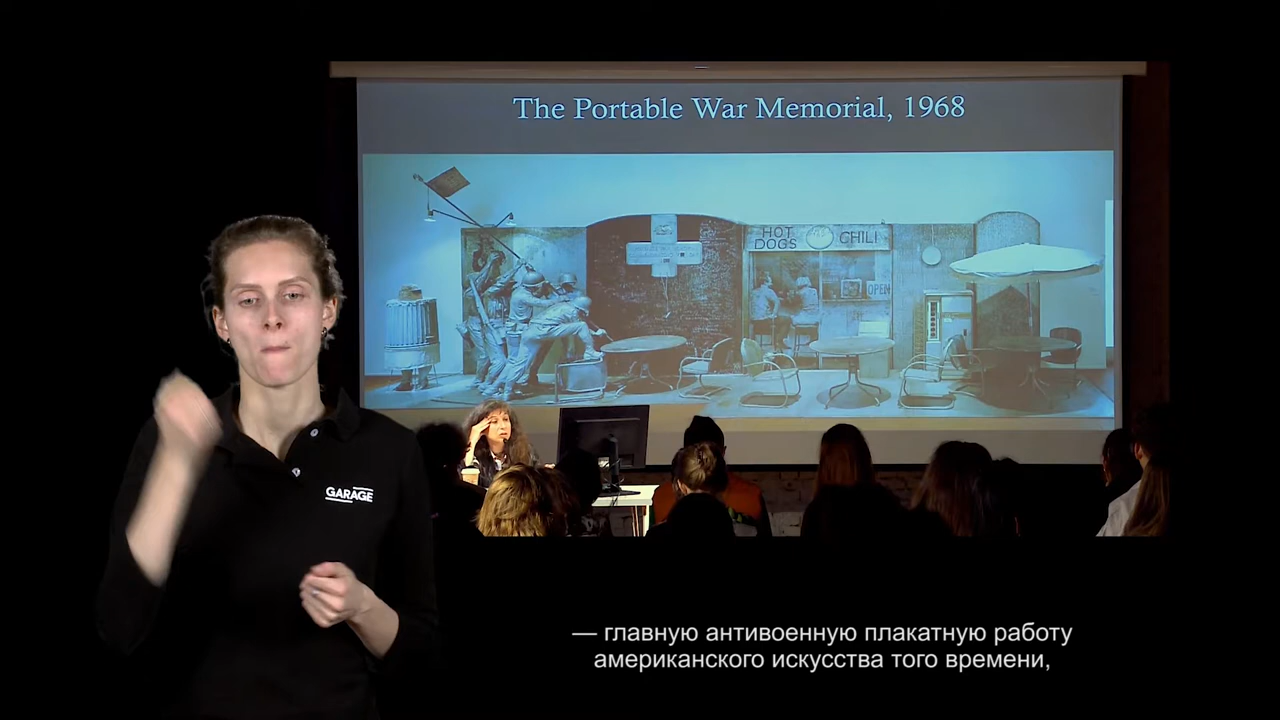 The Portable War Memorial, 1968
HOT DOGS
CHILI
OPEN
GARAGE
— главную антивоенную плакатную работу
американского искусства того времени,